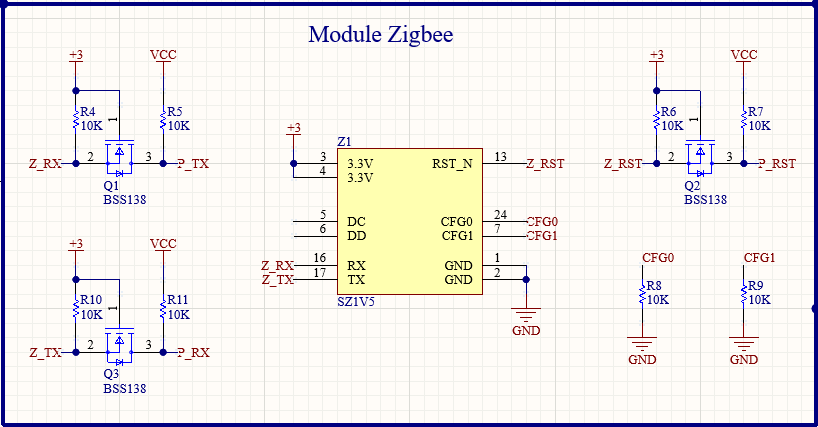 Module Zigbee
+3
VCC
R4
10K
R5
10K
1
Z_RX
2
3
P_TX
Q1
BSS138
+3
VCC
R10
10K
R11
10K
1
Z_TX
2
3
P_RX
Q3
BSS138
+3
Z1
3
3.3V
4
3.3V
5
DC
6
DD
Z_RX
16
RX
Z_TX
17
TX
SZ1V5
RST_N
13
Z_RST
CFG0
24
CFG0
CFG1
7
CFG1
GND
1
GND
2
GND
+3
VCC
R6
10K
R7
10K
1
Z_RST
2
3
P_RST
Q2
BSS138
CFG0
R8
10K
GND
CFG1
R9
10K
GND